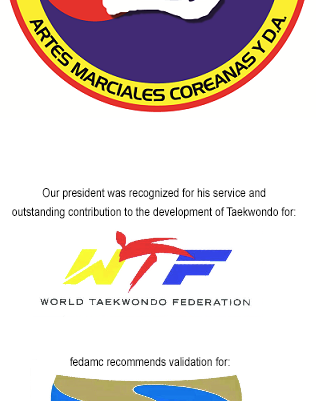 ARTES MARCIALES COREANAS Y D.A.
Our president was recognized for his service and
outstanding contribution to the development of Taekwondo for:
WTF
WORLD TAEKWONDO FEDERATION
fedamc recommends validation for: